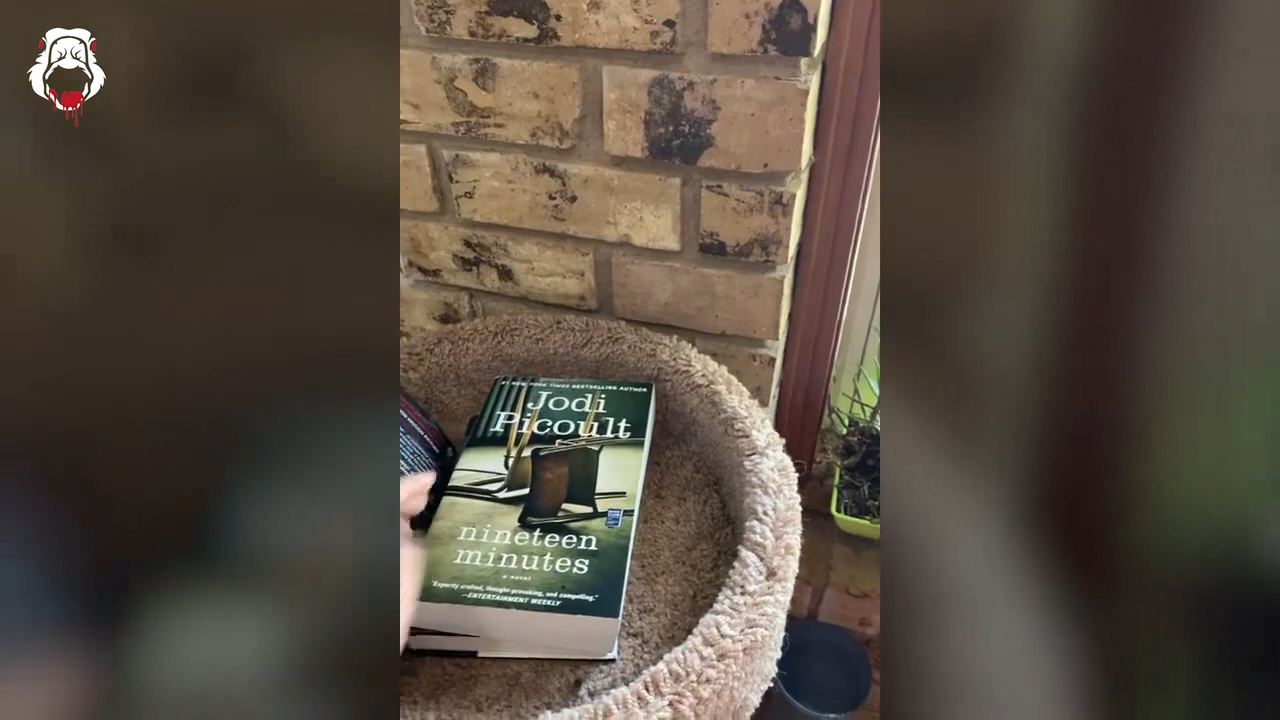 #1 NEW YORK TIMES BESTSELLING AUTHOR
Jodi
Picoult
nineteen
minutes
a novel
"Expertly crafted, thought-provoking, and compelling."
—ENTERTAINMENT WEEKLY